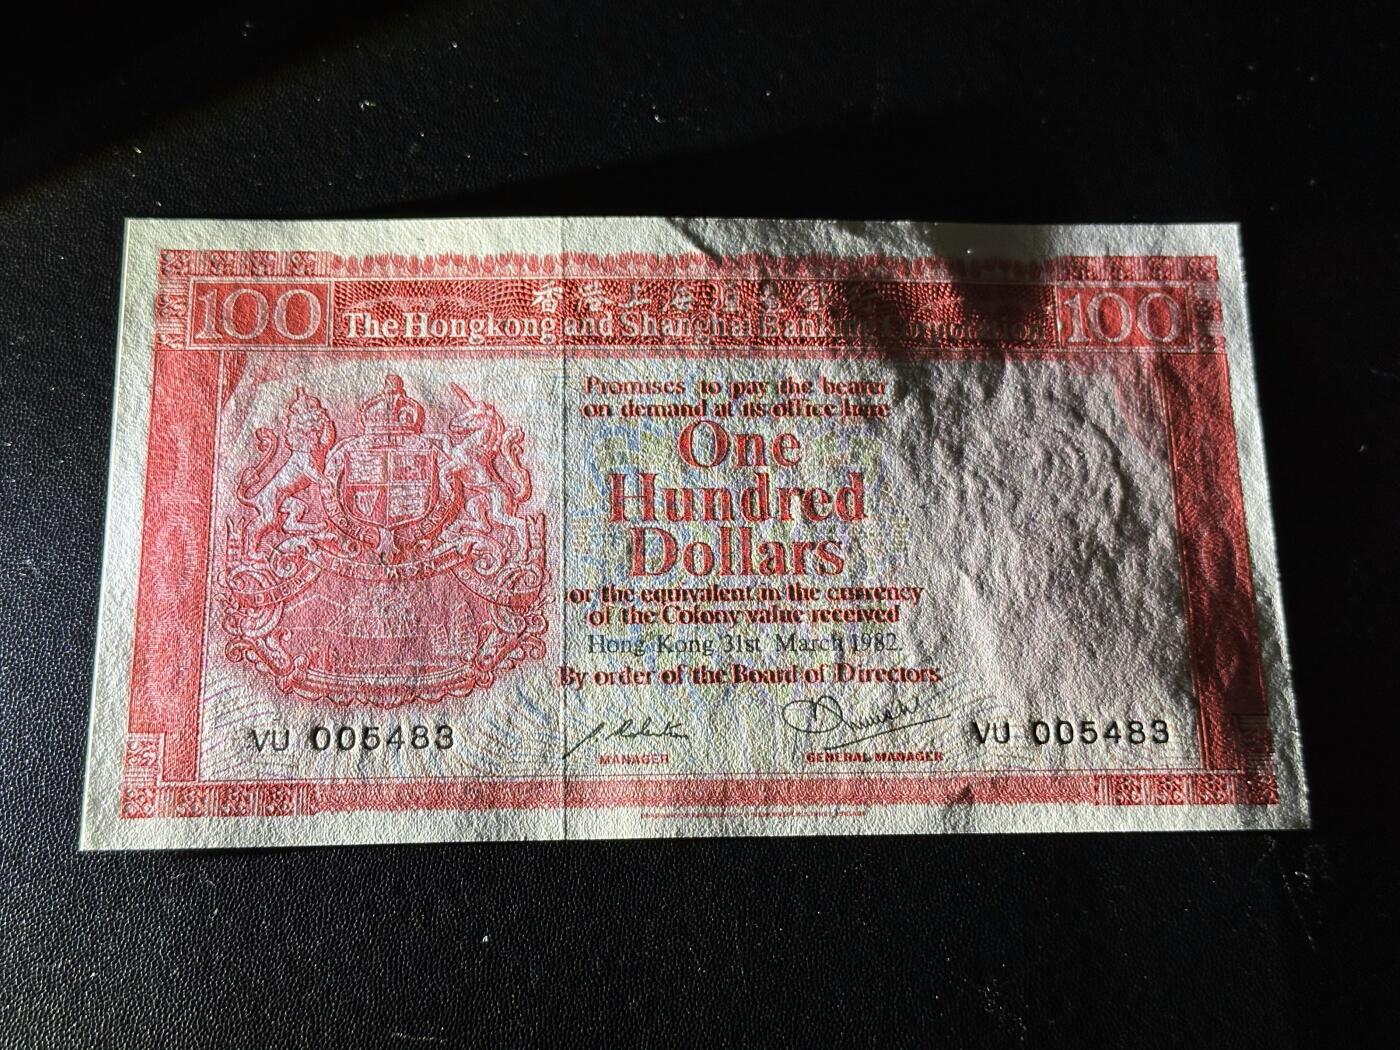 100 香港上海滙豐銀行 100
The Hongkong and Shanghai Banking Corporation
Promises to pay the bearer
on demand at its office here
One
Hundred
Dollars
or the equivalent in the currency
of the Colony value received
Hong Kong 31st March 1982.
By order of the Board of Directors
VU 005483
VU 005483
MANAGER
GENERAL MANAGER